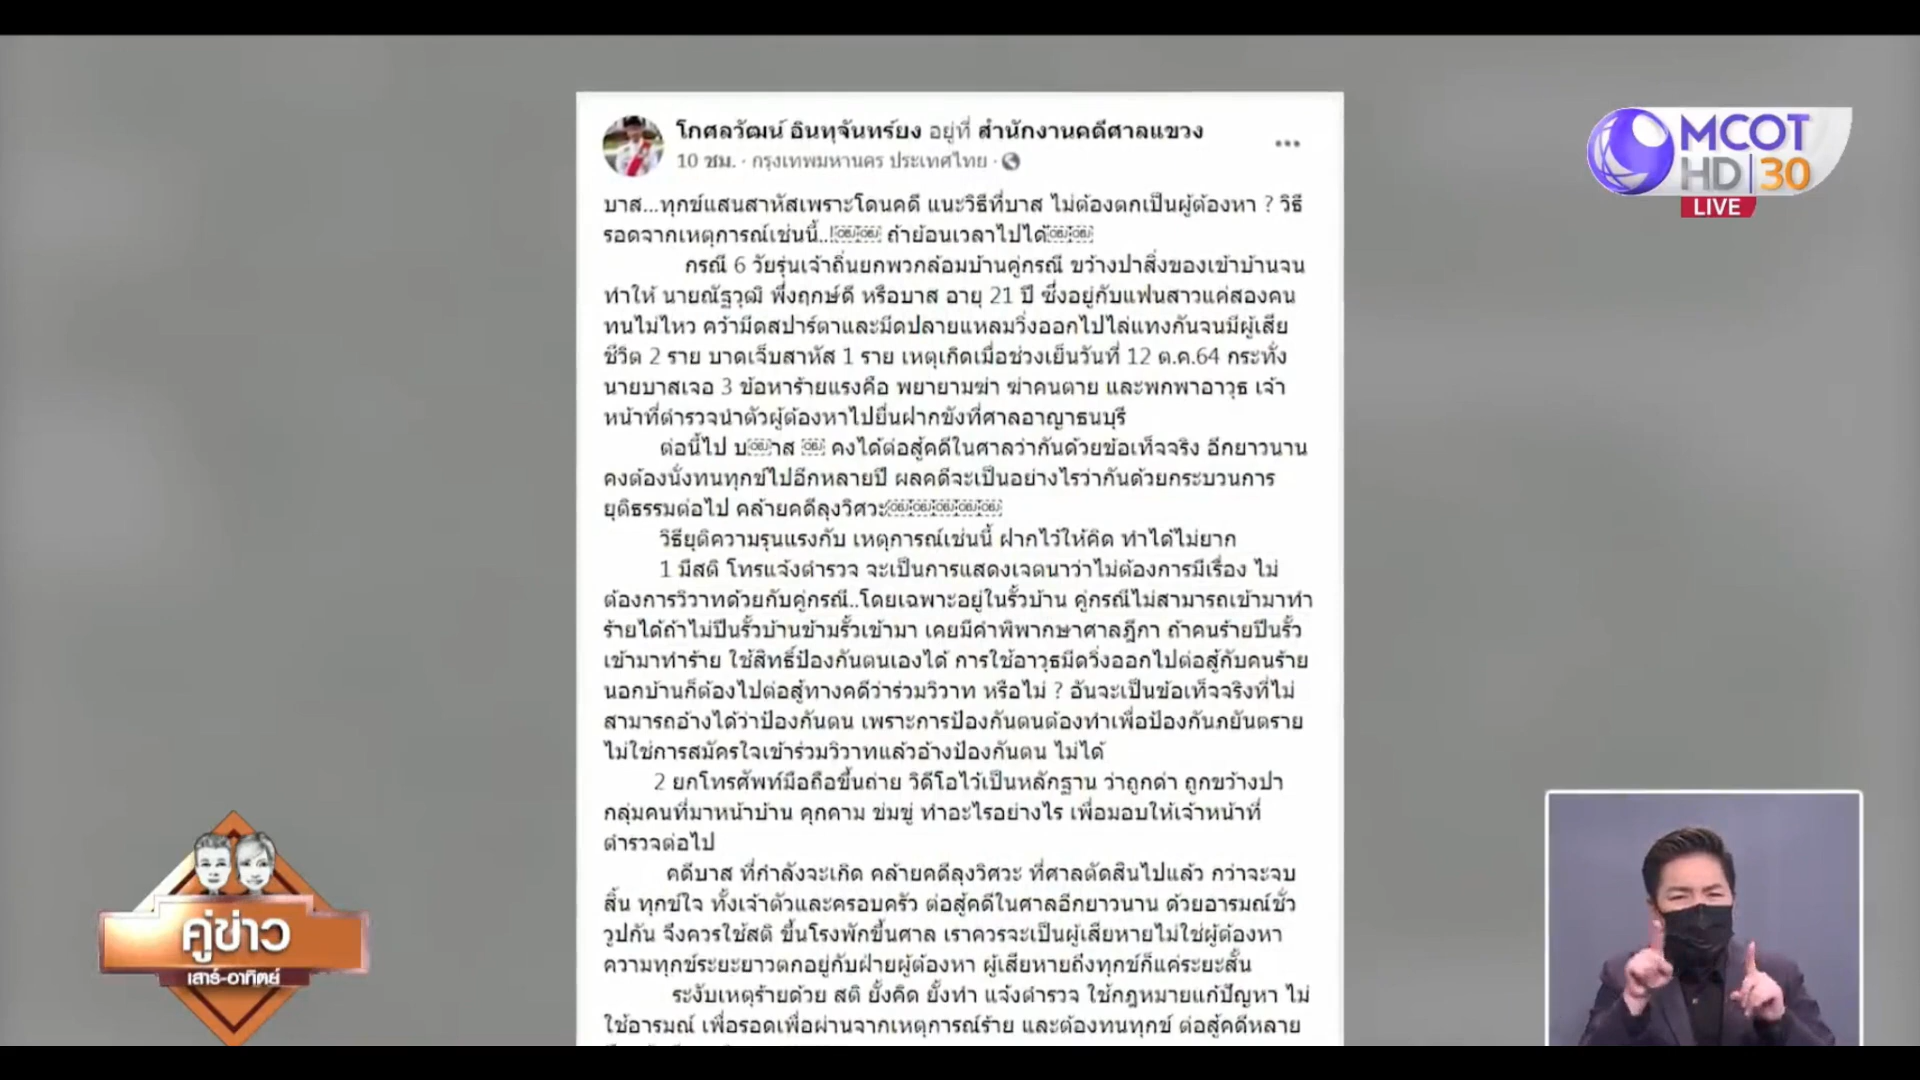 โกศลวัฒน์ อินทุจันทร์ยง อยู่ที่ สำนักงานคดีศาลแขวง
10 ชม. · กรุงเทพมหานคร ประเทศไทย ·
MCOT
HD 30
LIVE
บาส...ทุกข์แสนสาหัสเพราะโดนคดี แนะวิธีที่บาส ไม่ต้องตกเป็นผู้ต้องหา ? วิธี
รอดจากเหตุการณ์เช่นนี้..! ถ้าย้อนเวลาไปได้
กรณี 6 วัยรุ่นเจ้าถิ่นยกพวกล้อมบ้านคู่กรณี ขว้างปาสิ่งของเข้าบ้านจน
ทำให้ นายณัฐวุฒิ พึ่งฤกษ์ดี หรือบาส อายุ 21 ปี ซึ่งอยู่กับแฟนสาวแค่สองคน
ทนไม่ไหว คว้ามีดสปาร์ตาและมีดปลายแหลมวิ่งออกไปไล่แทงกันจนมีผู้เสีย
ชีวิต 2 ราย บาดเจ็บสาหัส 1 ราย เหตุเกิดเมื่อช่วงเย็นวันที่ 12 ต.ค.64 กระทั่ง
นายบาสเจอ 3 ข้อหาร้ายแรงคือ พยายามฆ่า ฆ่าคนตาย และพกพาอาวุธ เจ้า
หน้าที่ตำรวจนำตัวผู้ต้องหาไปยื่นฝากขังที่ศาลอาญาธนบุรี
ต่อนี้ไป บาส คงได้ต่อสู้คดีในศาลว่ากันด้วยข้อเท็จจริง อีกยาวนาน
คงต้องนั่งทนทุกข์ไปอีกหลายปี ผลคดีจะเป็นอย่างไรว่ากันด้วยกระบวนการ
ยุติธรรมต่อไป คล้ายคดีลุงวิศวะ
วิธียุติความรุนแรงกับ เหตุการณ์เช่นนี้ ฝากไว้ให้คิด ทำได้ไม่ยาก
1 มีสติ โทรแจ้งตำรวจ จะเป็นการแสดงเจตนาว่าไม่ต้องการมีเรื่อง ไม่
ต้องการวิวาทด้วยกับคู่กรณี..โดยเฉพาะอยู่ในรั้วบ้าน คู่กรณีไม่สามารถเข้ามาทำ
ร้ายได้ถ้าไม่ปีนรั้วบ้านข้ามรั้วเข้ามา เคยมีคำพิพากษาศาลฎีกา ถ้าคนร้ายปีนรั้ว
เข้ามาทำร้าย ใช้สิทธิ์ป้องกันตนเองได้ การใช้อาวุธมีดวิ่งออกไปต่อสู้กับคนร้าย
นอกบ้านก็ต้องไปต่อสู้ทางคดีว่าร่วมวิวาท หรือไม่ ? อันจะเป็นข้อเท็จจริงที่ไม่
สามารถอ้างได้ว่าป้องกันตน เพราะการป้องกันตนต้องทำเพื่อป้องกันภยันตราย
ไม่ใช่การสมัครใจเข้าร่วมวิวาทแล้วอ้างป้องกันตน ไม่ได้
2 ยกโทรศัพท์มือถือขึ้นถ่าย วิดีโอไว้เป็นหลักฐาน ว่าถูกด่า ถูกขว้างปา
กลุ่มคนที่มาหน้าบ้าน คุกคาม ข่มขู่ ทำอะไรอย่างไร เพื่อมอบให้เจ้าหน้าที่
ตำรวจต่อไป
คดีบาส ที่กำลังจะเกิด คล้ายคดีลุงวิศวะ ที่ศาลตัดสินไปแล้ว กว่าจะจบ
สิ้น ทุกข์ใจ ทั้งเจ้าตัวและครอบครัว ต่อสู้คดีในศาลอีกยาวนาน ด้วยอารมณ์ชั่ว
วูปกัน จึงควรใช้สติ ขึ้นโรงพักขึ้นศาล เราควรจะเป็นผู้เสียหายไม่ใช่ผู้ต้องหา
ความทุกข์ระยะยาวตกอยู่กับฝ่ายผู้ต้องหา ผู้เสียหายถึงทุกข์ก็แค่ระยะสั้น
ระงับเหตุร้ายด้วย สติ ยั้งคิด ยั้งทำ แจ้งตำรวจ ใช้กฎหมายแก้ปัญหา ไม่
ใช้อารมณ์ เพื่อรอดเพื่อผ่านจากเหตุการณ์ร้าย และต้องทนทุกข์ ต่อสู้คดีหลาย
คู่ข่าว
เสาร์-อาทิตย์